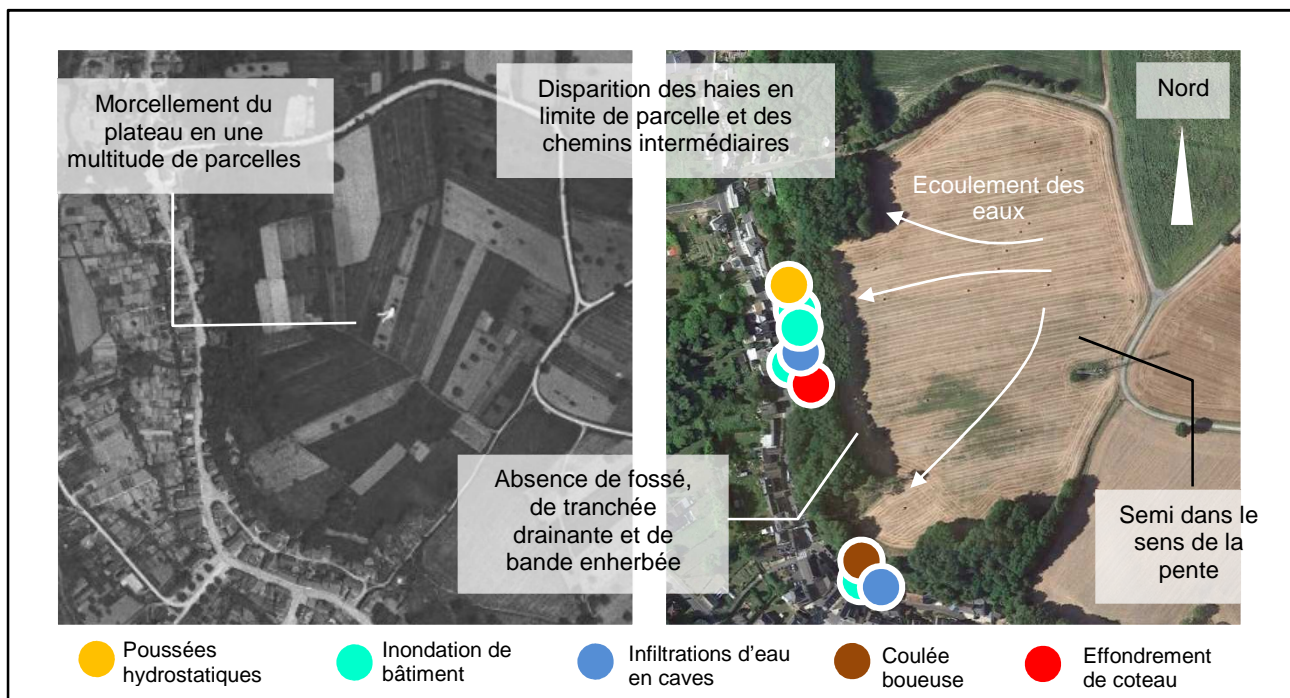 Morcellement du
plateau en une
multitude de parcelles
Disparition des haies en
limite de parcelle et des
chemins intermédiaires
Nord
Ecoulement des
eaux
Absence de fossé,
de tranchée
drainante et de
bande enherbée
Semi dans le
sens de la
pente
Poussées
hydrostatiques
Inondation de
bâtiment
Infiltrations d’eau
en caves
Coulée
boueuse
Effondrement
de coteau